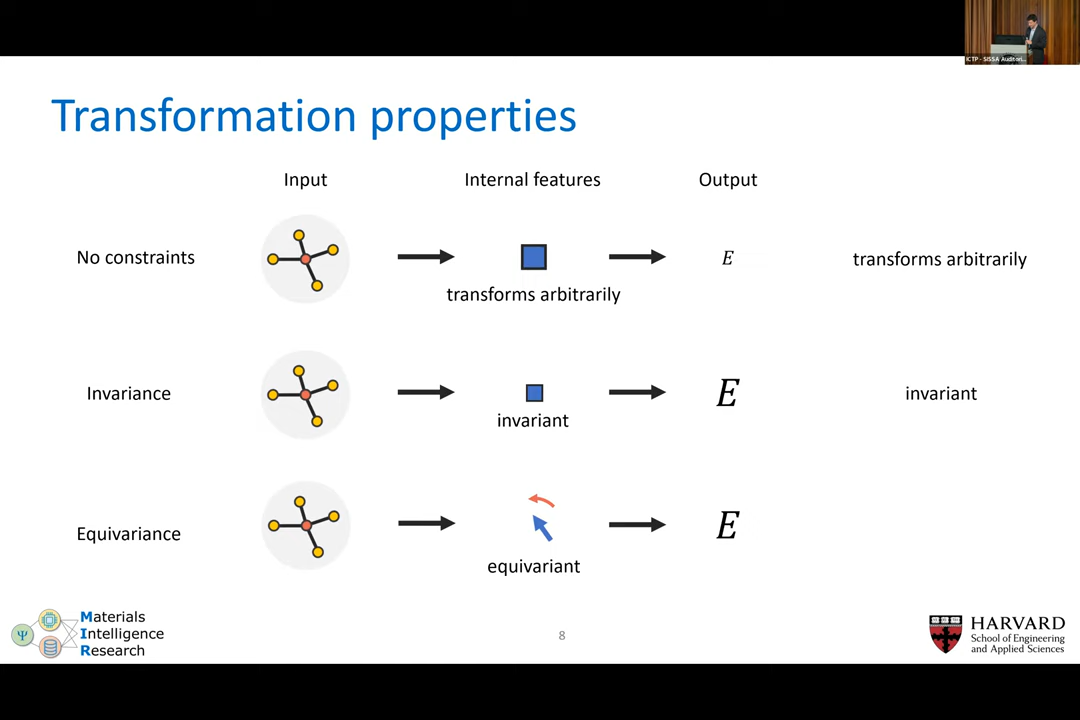 ICTP - SISSA Auditori...
Transformation properties
Input
Internal features
Output
No constraints
transforms arbitrarily
E
transforms arbitrarily
Invariance
invariant
E
invariant
Equivariance
equivariant
E
Ψ
Materials
Intelligence
Research
8
HARVARD
School of Engineering
and Applied Sciences